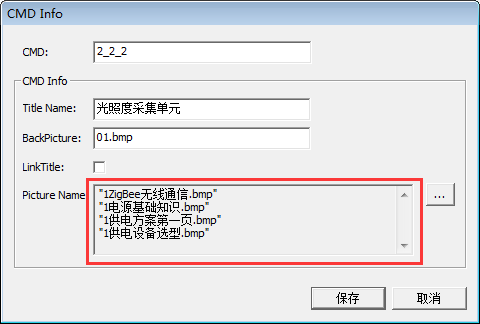 CMD Info
CMD: 2_2_2
CMD Info
Title Name: 光照度采集单元
BackPicture: 01.bmp
LinkTitle:
Picture Name
"1ZigBee无线通信.bmp"
"1电源基础知识.bmp"
"1供电方案第一页.bmp"
"1供电设备选型.bmp"
...
保存 取消